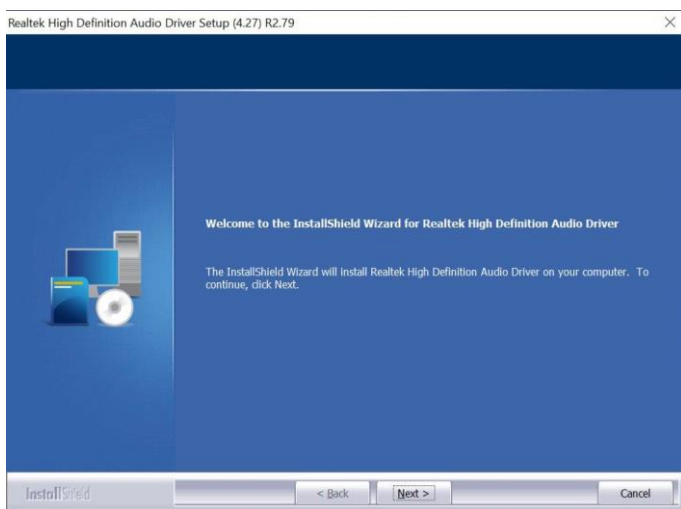 Realtek High Definition Audio Driver Setup (4.27) R2.79
Welcome to the InstallShield Wizard for Realtek High Definition Audio Driver
The InstallShield Wizard will install Realtek High Definition Audio Driver on your computer. To
continue, click Next.
InstallShield
< Back
Next >
Cancel